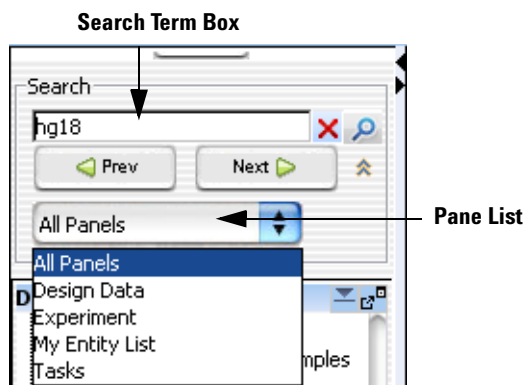 Search Term Box
Search
hg18
Prev Next
All Panels
Pane List
All Panels
D
Design Data
Experiment
My Entity List
mples
Tasks